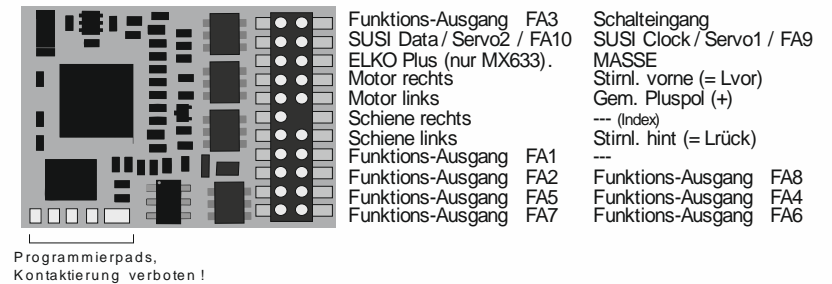 Funktions-Ausgang FA3 Schalteingang
SUSI Data / Servo2 / FA10 SUSI Clock / Servo1 / FA9
ELKO Plus (nur MX633). MASSE
Motor rechts Stirnl. vorne (= Lvor)
Motor links Gem. Pluspol (+)
Schiene rechts --- (Index)
Schiene links Stirnl. hint (= Lrück)
Funktions-Ausgang FA1 ---
Funktions-Ausgang FA2 Funktions-Ausgang FA8
Funktions-Ausgang FA5 Funktions-Ausgang FA4
Funktions-Ausgang FA7 Funktions-Ausgang FA6
Programmierpads,
Kontaktierung verboten !